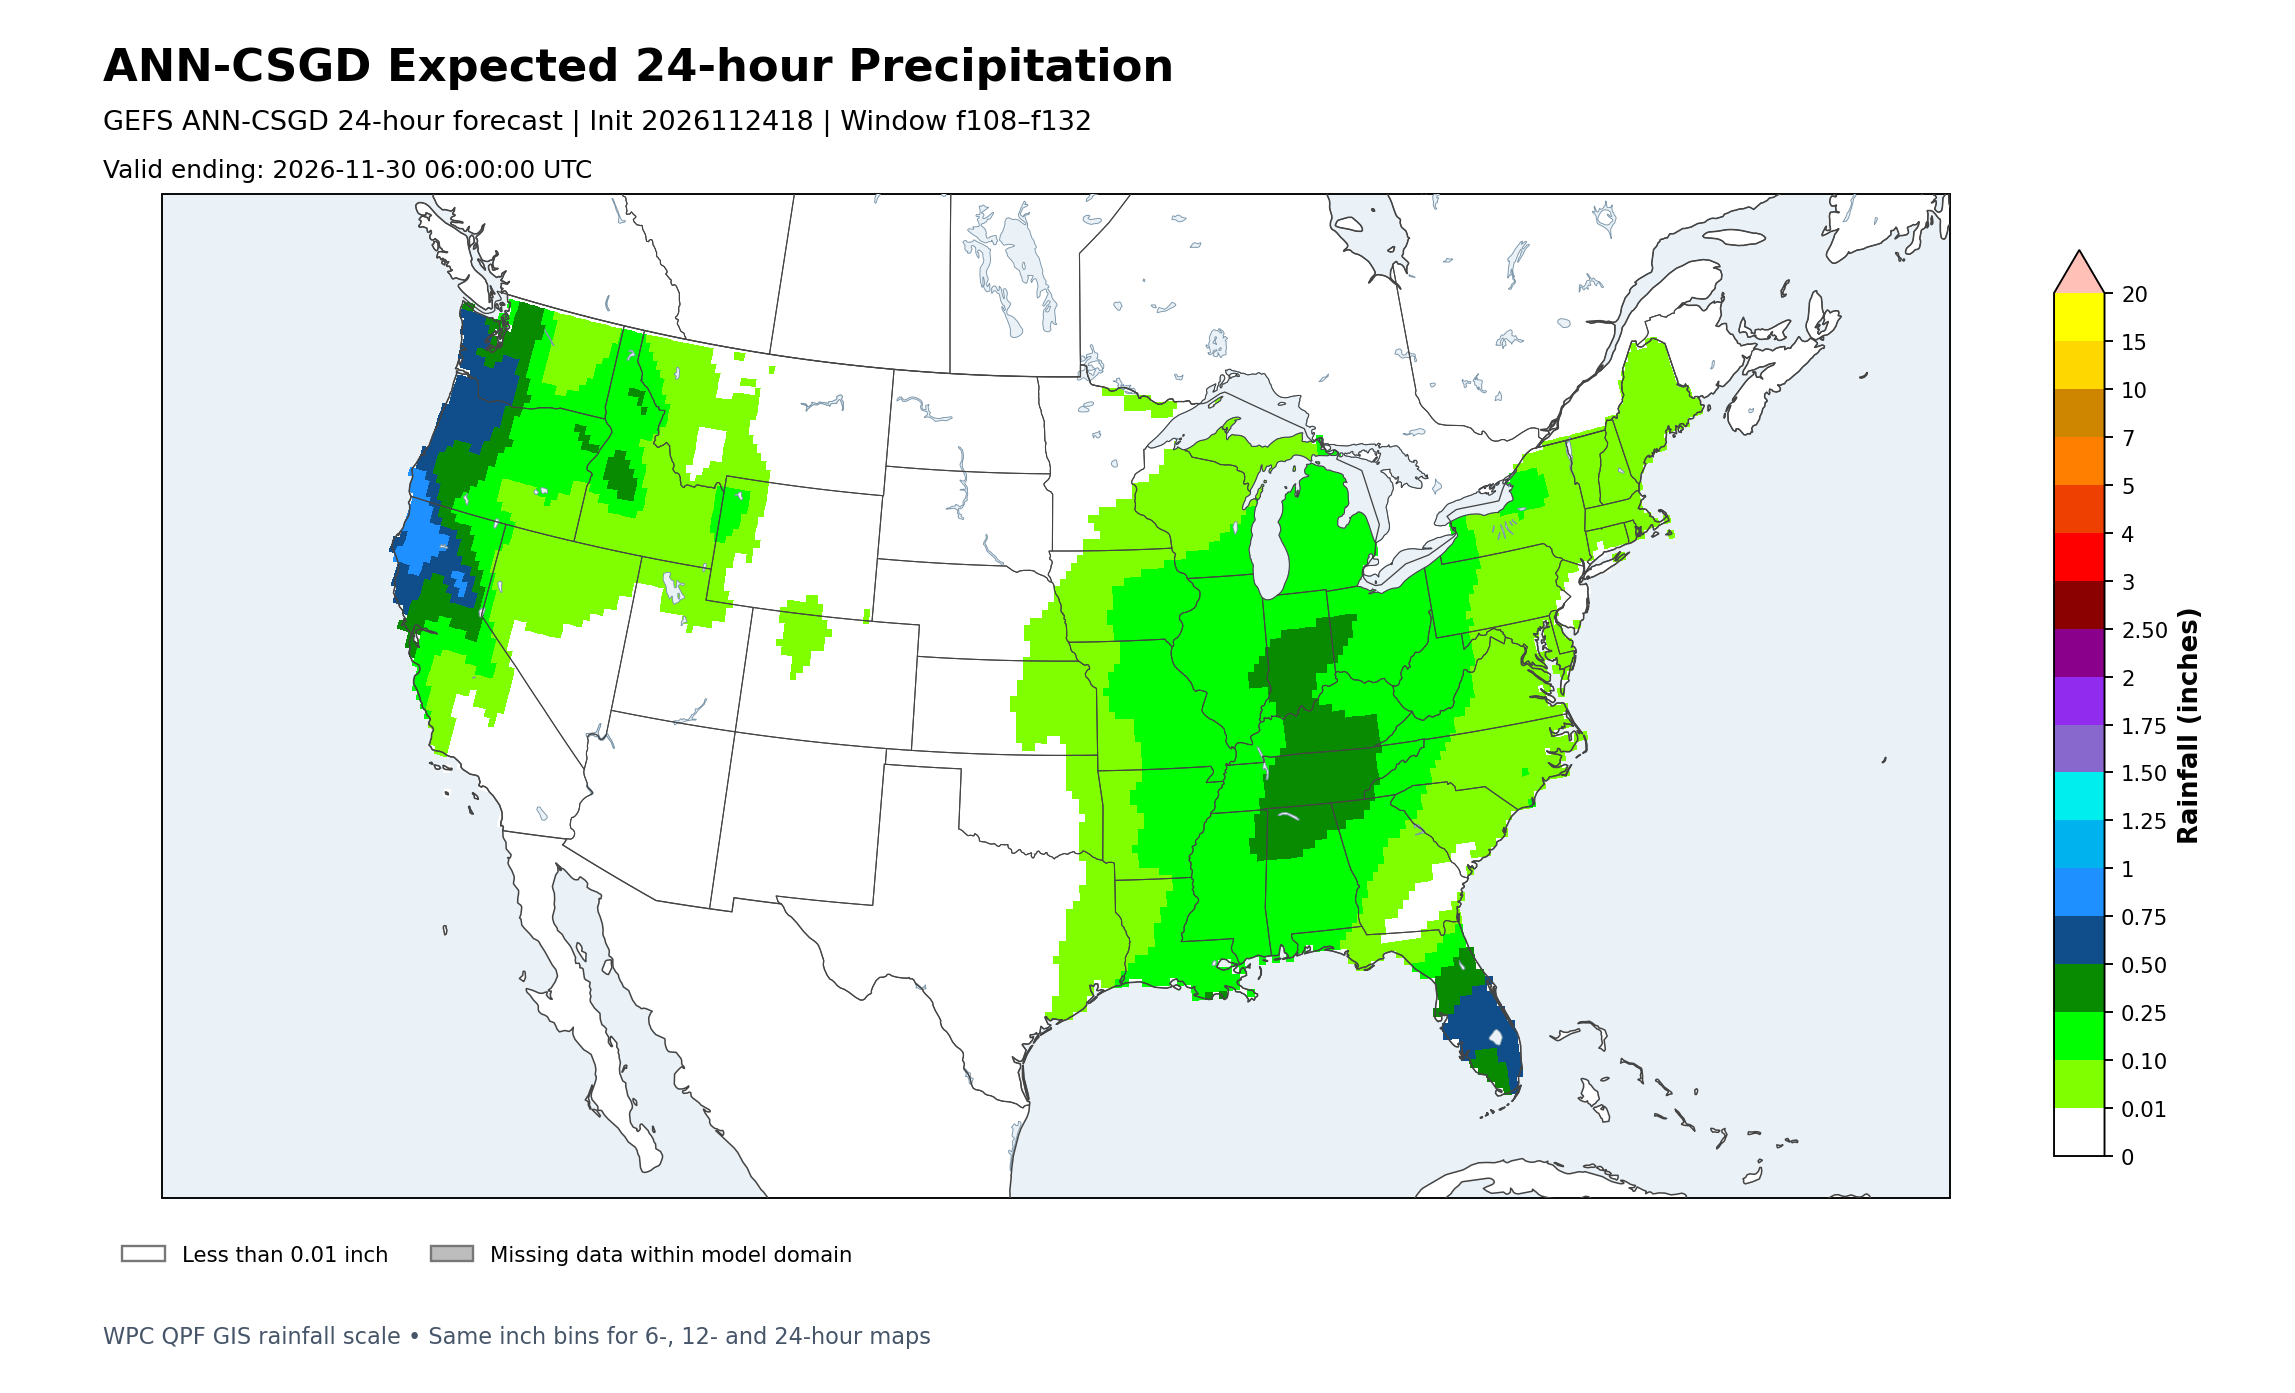 ANN-CSGD Expected 24-hour Precipitation
GEFS ANN-CSGD 24-hour forecast | Init 2026112418 | Window f108–f132
Valid ending: 2026-11-30 06:00:00 UTC
20
15
10
7
5
4
3
2.50
2
1.75
1.50
1.25
1
0.75
0.50
0.25
0.10
0.01
0
Rainfall (inches)
Less than 0.01 inch
Missing data within model domain
WPC QPF GIS rainfall scale • Same inch bins for 6-, 12- and 24-hour maps